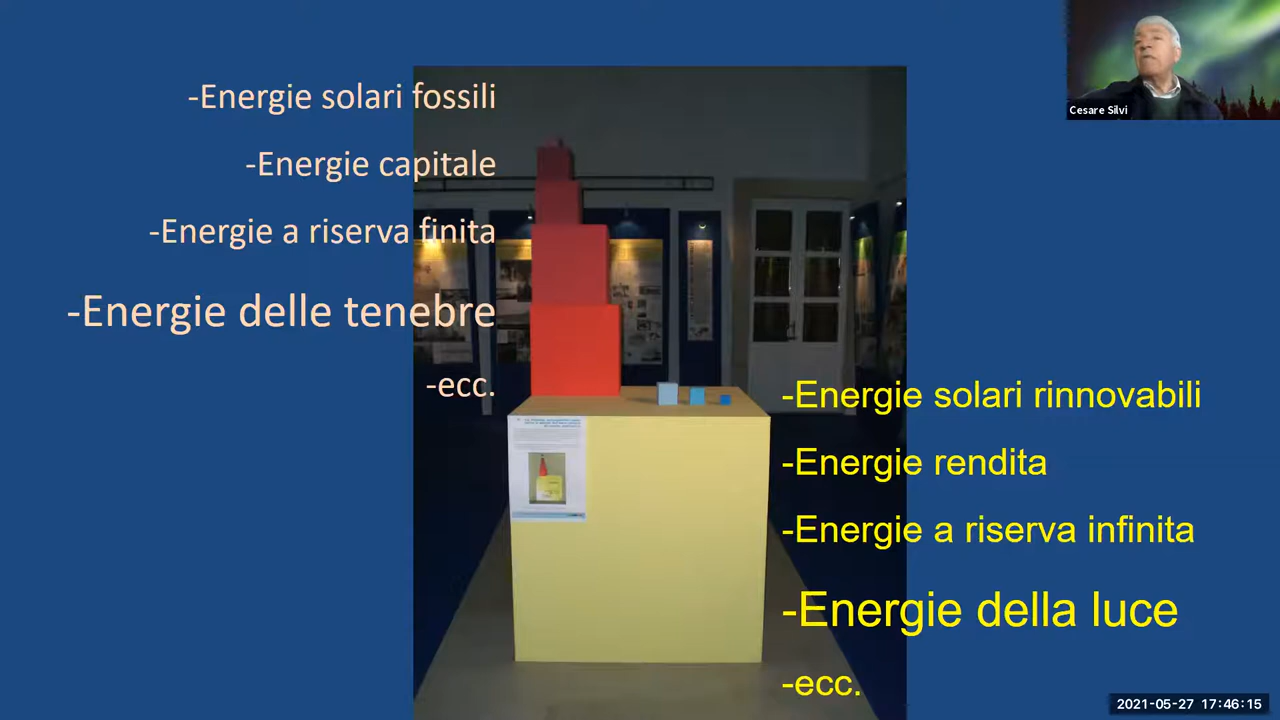 -Energie solari fossili
-Energie capitale
-Energie a riserva finita
-Energie delle tenebre
-ecc.
-Energie solari rinnovabili
-Energie rendita
-Energie a riserva infinita
-Energie della luce
-ecc.
Cesare Silvi
2021-05-27 17:46:15